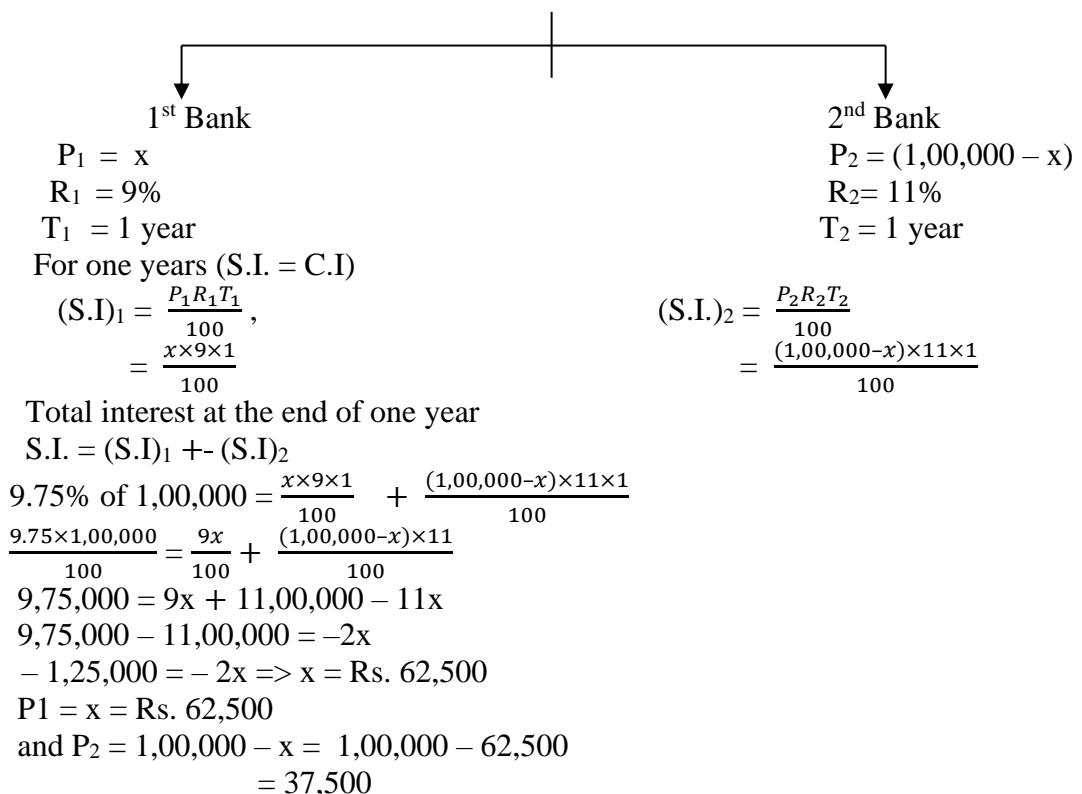 1st Bank 2nd Bank
P₁ = x P₂ = (1,00,000 – x)
R₁ = 9% R₂= 11%
T₁ = 1 year T₂ = 1 year
For one years (S.I. = C.I)
(S.I)₁ = P₁R₁T₁/100 , (S.I.)₂ = P₂R₂T₂/100
= x×9×1/100 = (1,00,000–x)×11×1/100
Total interest at the end of one year
S.I. = (S.I)₁ +- (S.I)₂
9.75% of 1,00,000 = x×9×1/100 + (1,00,000–x)×11×1/100
9.75×1,00,000/100 = 9x/100 + (1,00,000–x)×11/100
9,75,000 = 9x + 11,00,000 – 11x
9,75,000 – 11,00,000 = –2x
– 1,25,000 = – 2x => x = Rs. 62,500
P1 = x = Rs. 62,500
and P₂ = 1,00,000 – x = 1,00,000 – 62,500
= 37,500